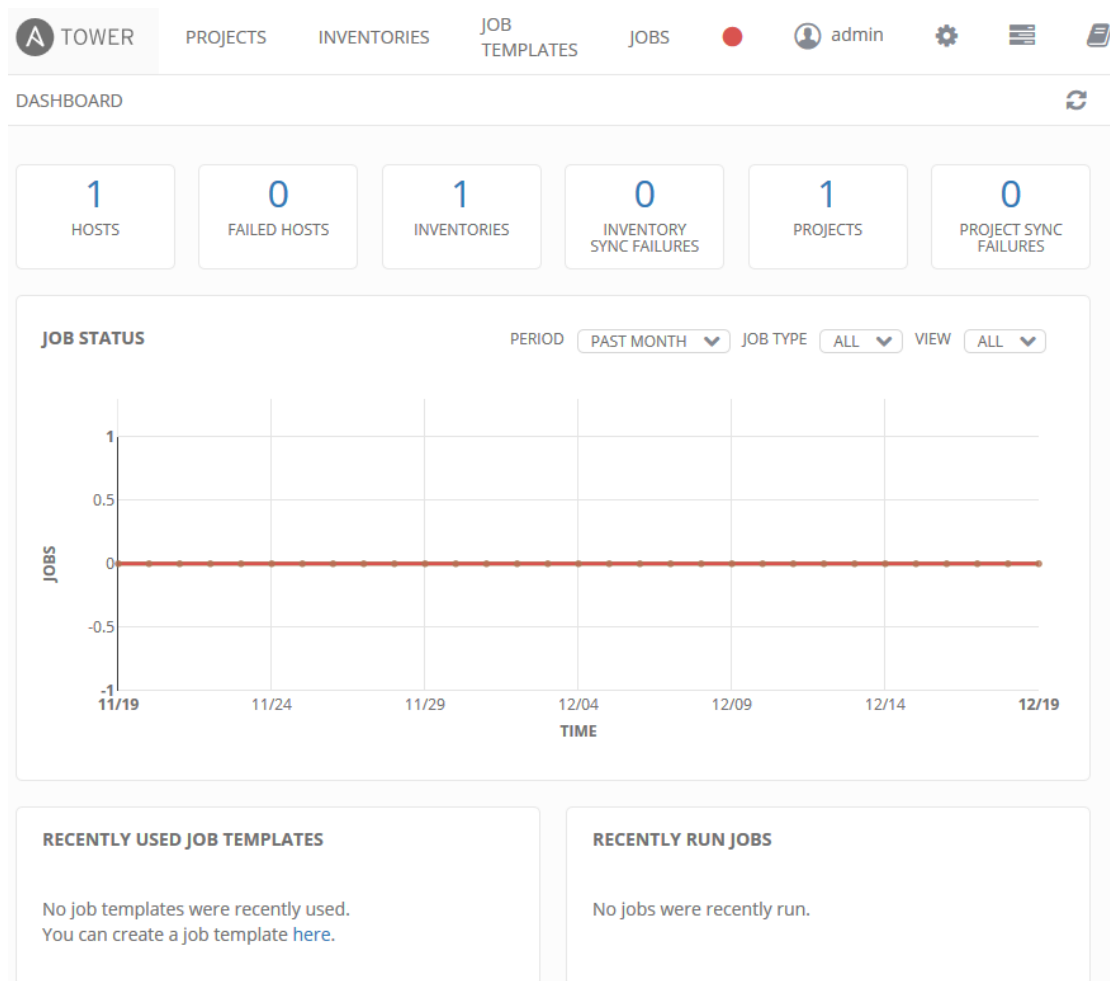 A TOWER PROJECTS INVENTORIES JOB TEMPLATES JOBS admin
DASHBOARD
1 0 1 0 1 0
HOSTS FAILED HOSTS INVENTORIES INVENTORY SYNC FAILURES PROJECTS PROJECT SYNC FAILURES
JOB STATUS PERIOD PAST MONTH JOB TYPE ALL VIEW ALL
1
0.5
0
-0.5
-1
JOBS
11/19 11/24 11/29 12/04 12/09 12/14 12/19
TIME
RECENTLY USED JOB TEMPLATES
No job templates were recently used.
You can create a job template here.
RECENTLY RUN JOBS
No jobs were recently run.